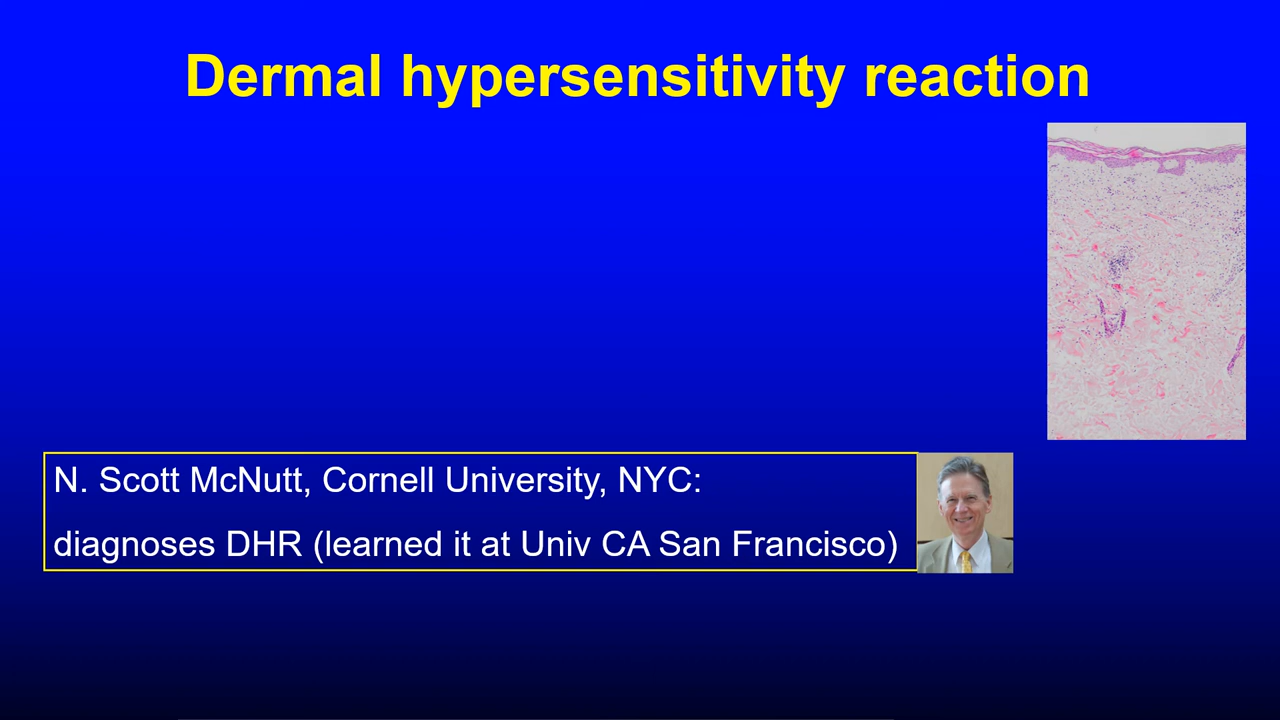 Dermal hypersensitivity reaction
N. Scott McNutt, Cornell University, NYC:
diagnoses DHR (learned it at Univ CA San Francisco)